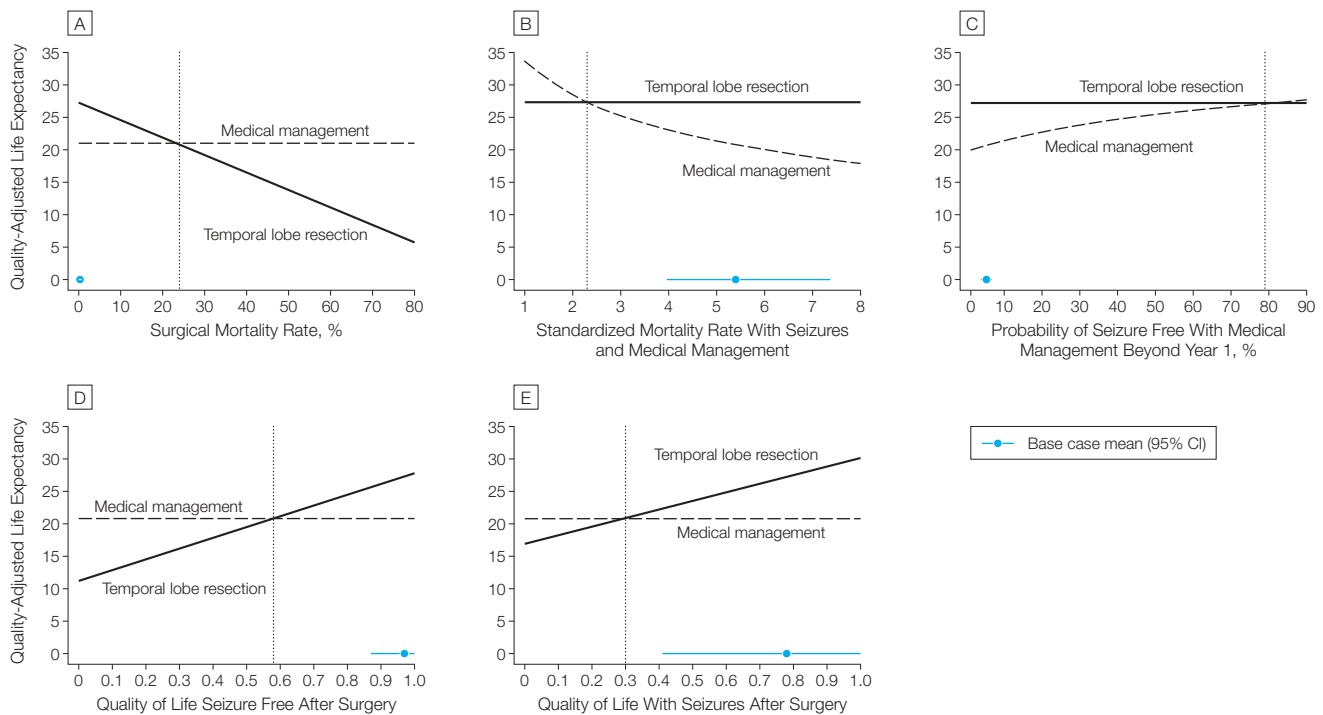 A
Quality-Adjusted Life Expectancy
35
30
25
20
15
10
5
0
Medical management
Temporal lobe resection
0 10 20 30 40 50 60 70 80
Surgical Mortality Rate, %
B
35
30
25
20
15
10
5
0
Temporal lobe resection
Medical management
1 2 3 4 5 6 7 8
Standardized Mortality Rate With Seizures
and Medical Management
C
35
30
25
20
15
10
5
0
Temporal lobe resection
Medical management
0 10 20 30 40 50 60 70 80 90
Probability of Seizure Free With Medical
Management Beyond Year 1, %
D
Quality-Adjusted Life Expectancy
35
30
25
20
15
10
5
0
Medical management
Temporal lobe resection
0 0.1 0.2 0.3 0.4 0.5 0.6 0.7 0.8 0.9 1.0
Quality of Life Seizure Free After Surgery
E
35
30
25
20
15
10
5
0
Temporal lobe resection
Medical management
0 0.1 0.2 0.3 0.4 0.5 0.6 0.7 0.8 0.9 1.0
Quality of Life With Seizures After Surgery
Base case mean (95% CI)